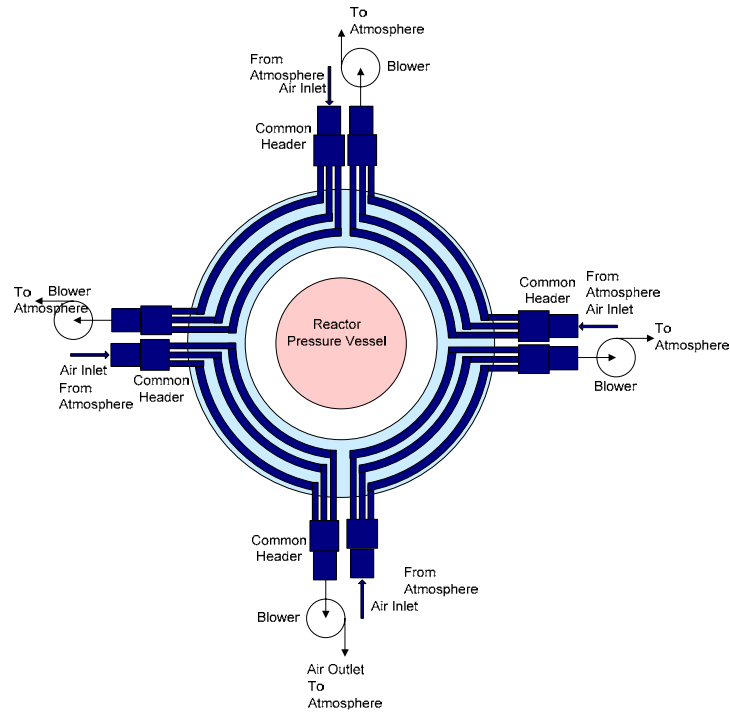 To
Atmosphere
From
Atmosphere
Air Inlet
Blower
Common
Header
Common
Header
From
Atmosphere
Air Inlet
To
Atmosphere
Blower
To
Atmosphere
Blower
Reactor
Pressure Vessel
Air Inlet
From
Atmosphere
Common
Header
Common
Header
From
Atmosphere
Air Inlet
Blower
Air Outlet
To
Atmosphere